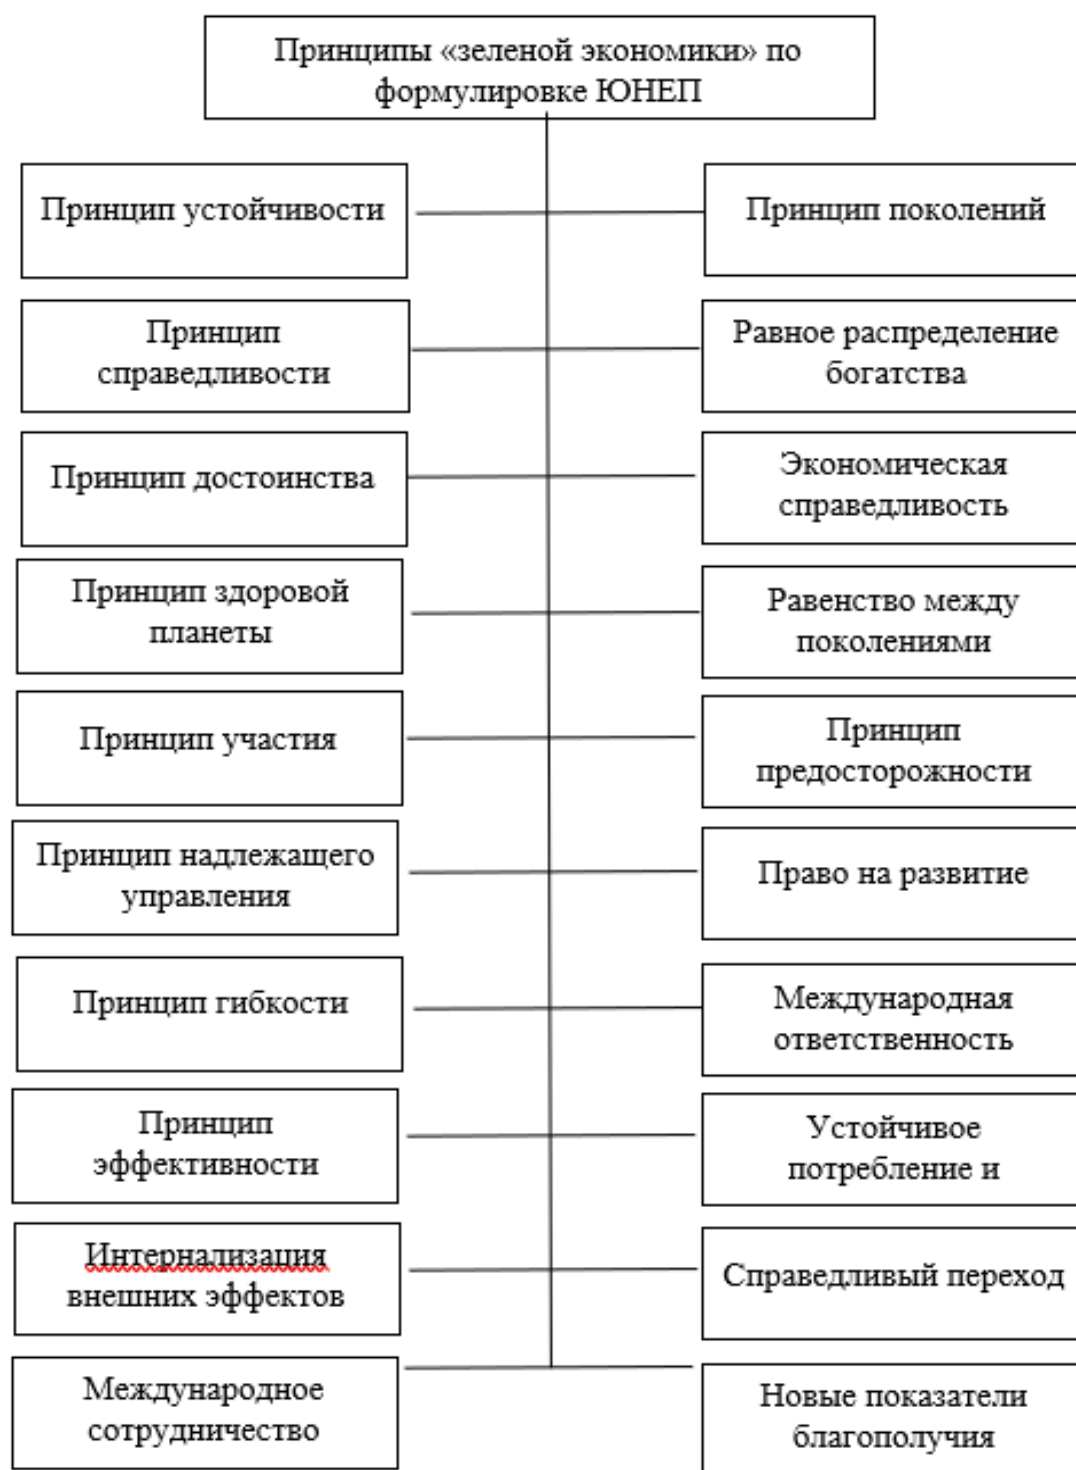 Принципы «зеленой экономики» по
формулировке ЮНЕП
Принцип устойчивости
Принцип поколений
Принцип
справедливости
Равное распределение
богатства
Принцип достоинства
Экономическая
справедливость
Принцип здоровой
планеты
Равенство между
поколениями
Принцип участия
Принцип
предосторожности
Принцип надлежащего
управления
Право на развитие
Принцип гибкости
Международная
ответственность
Принцип
эффективности
Устойчивое
потребление и
Интернализация
внешних эффектов
Справедливый переход
Международное
сотрудничество
Новые показатели
благополучия